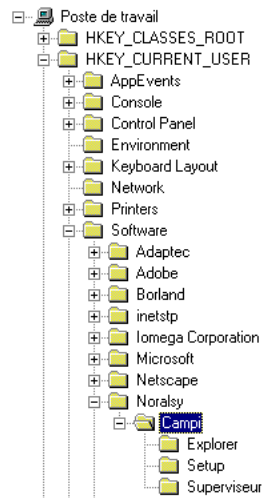 Poste de travail
HKEY_CLASSES_ROOT
HKEY_CURRENT_USER
AppEvents
Console
Control Panel
Environment
Keyboard Layout
Network
Printers
Software
Adaptec
Adobe
Borland
inetstp
Iomega Corporation
Microsoft
Netscape
Noralsy
Campi
Explorer
Setup
Superviseur